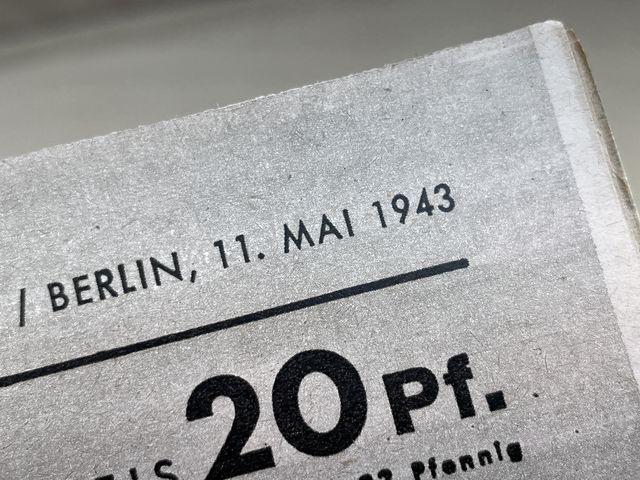 / BERLIN, 11. MAI 1943
20 Pf.
Pfennig